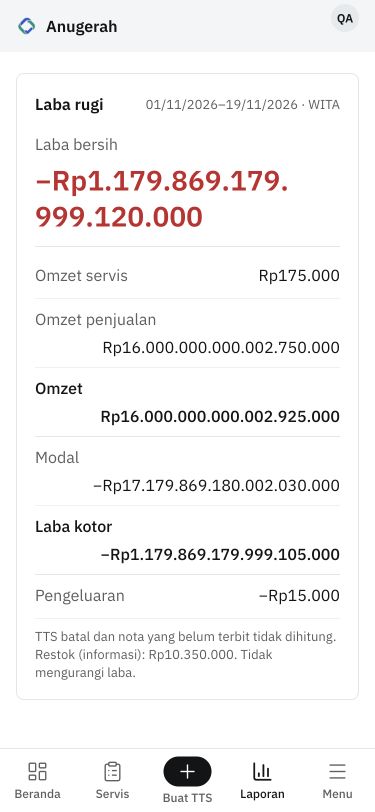 Anugerah
QA
Laba rugi 01/11/2026–19/11/2026 · WITA
Laba bersih
−Rp1.179.869.179.
999.120.000
Omzet servis Rp175.000
Omzet penjualan
Rp16.000.000.000.002.750.000
Omzet
Rp16.000.000.000.002.925.000
Modal
−Rp17.179.869.180.002.030.000
Laba kotor
−Rp1.179.869.179.999.105.000
Pengeluaran −Rp15.000
TTS batal dan nota yang belum terbit tidak dihitung.
Restok (informasi): Rp10.350.000. Tidak
mengurangi laba.
Beranda Servis Buat TTS Laporan Menu